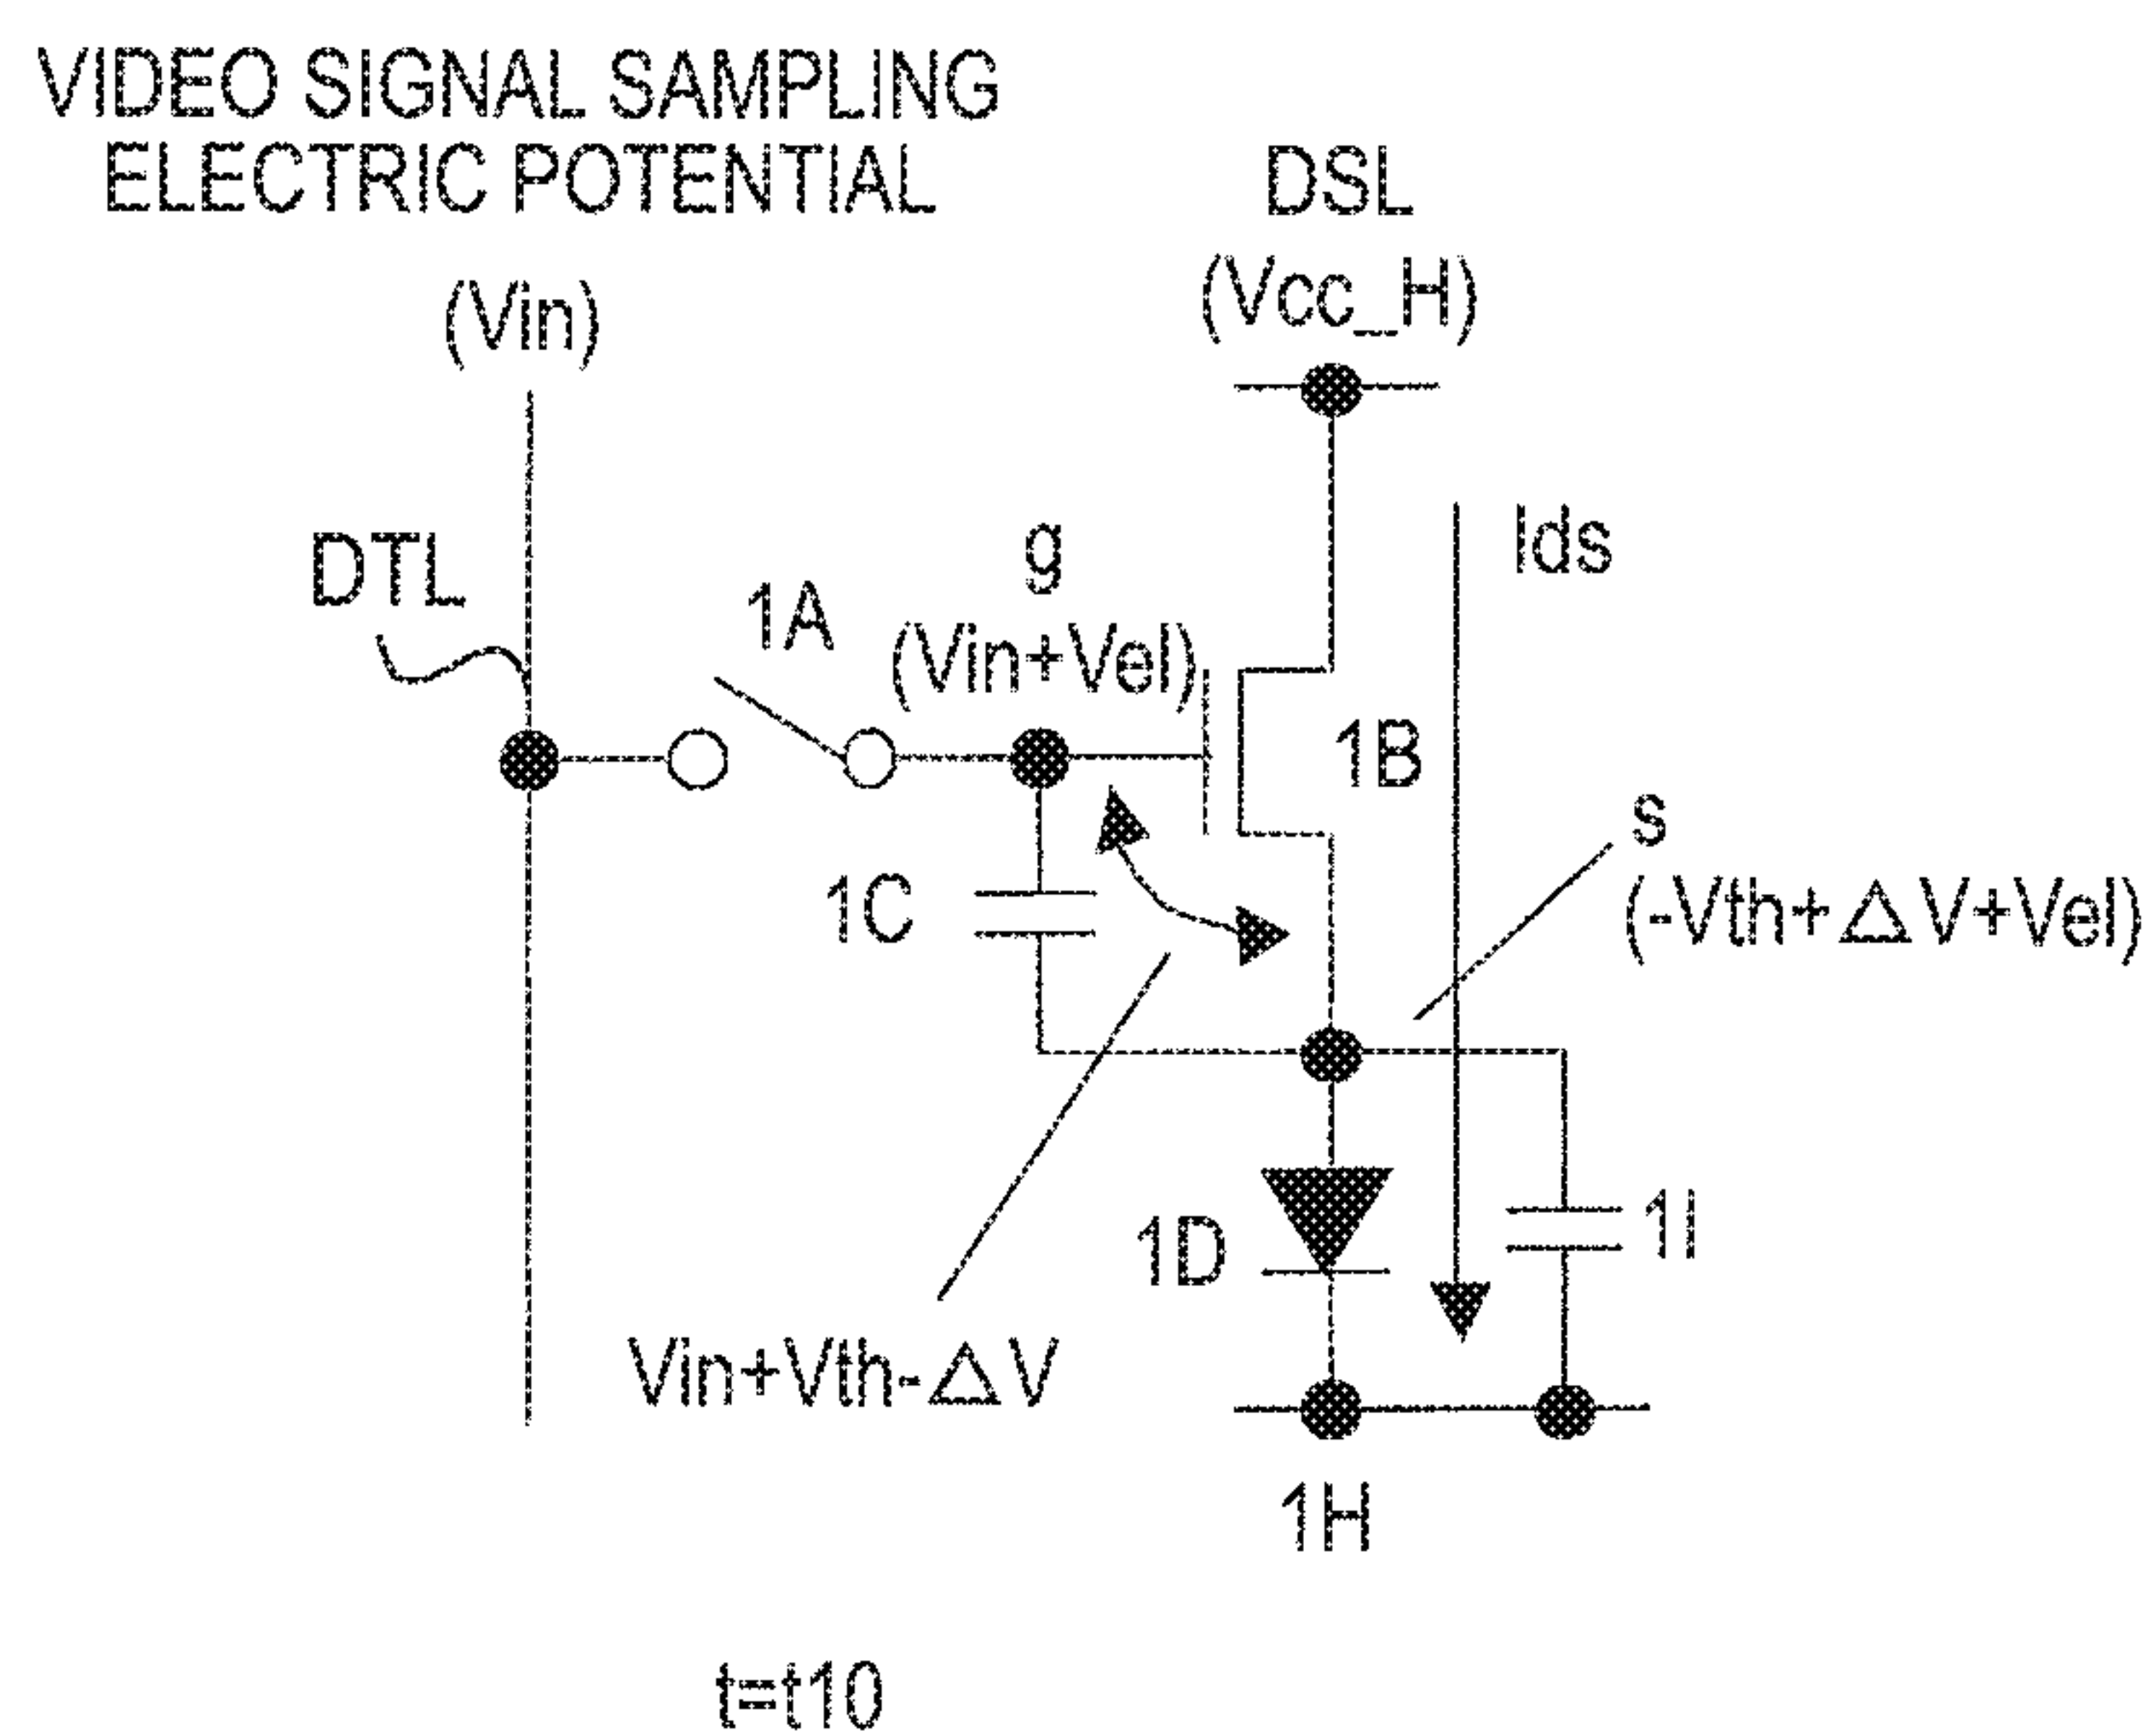 VIDEO SIGNAL SAMPLING
ELECTRIC POTENTIAL
(Vin)
DSL
(Vcc_H)
DTL
1A
g
(Vin+Vel)
Ids
1B
s
(-Vth+△V+Vel)
1C
1D
1I
Vin+Vth-△V
1H
t=t10